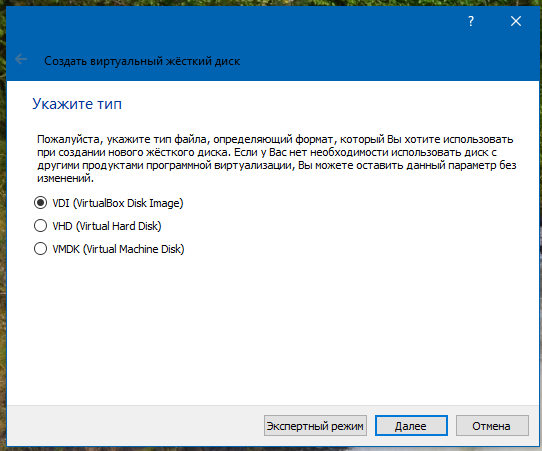 ?
Создать виртуальный жёсткий диск
Укажите тип
Пожалуйста, укажите тип файла, определяющий формат, который Вы хотите использовать
при создании нового жёсткого диска. Если у Вас нет необходимости использовать диск с
другими продуктами программной виртуализации, Вы можете оставить данный параметр без
изменений.
VDI (VirtualBox Disk Image)
VHD (Virtual Hard Disk)
VMDK (Virtual Machine Disk)
Экспертный режим Далее Отмена